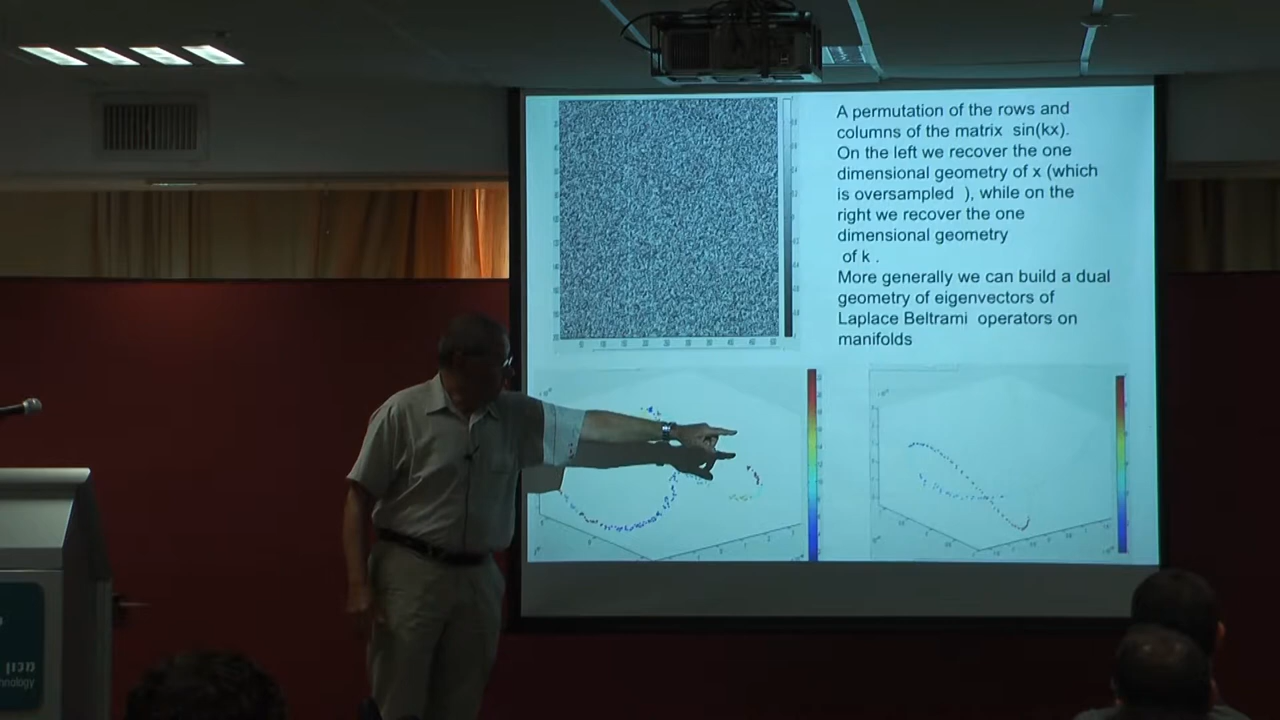 A permutation of the rows and
columns of the matrix sin(kx).
On the left we recover the one
dimensional geometry of x (which
is oversampled ), while on the
right we recover the one
dimensional geometry
of k .
More generally we can build a dual
geometry of eigenvectors of
Laplace Beltrami operators on
manifolds
מכון
hnology